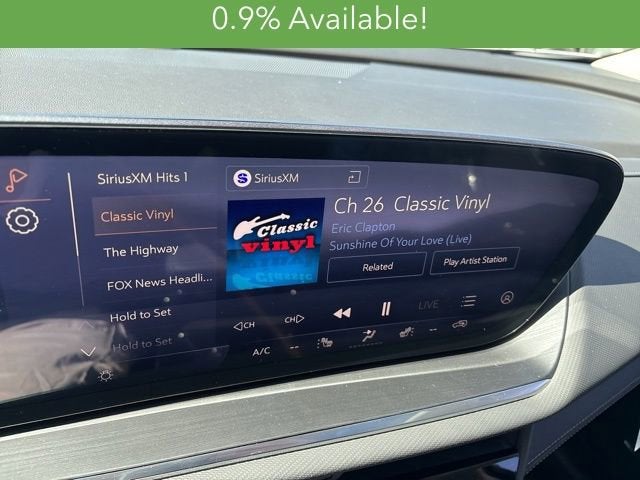 0.9% Available!
SiriusXM Hits 1
Classic Vinyl
The Highway
FOX News Headli...
Hold to Set
Hold to Set
S SiriusXM
Classic
vinyl
Ch 26 Classic Vinyl
Eric Clapton
Sunshine Of Your Love (Live)
Related
Play Artist Station
CH
CH
LIVE
A/C
--
--